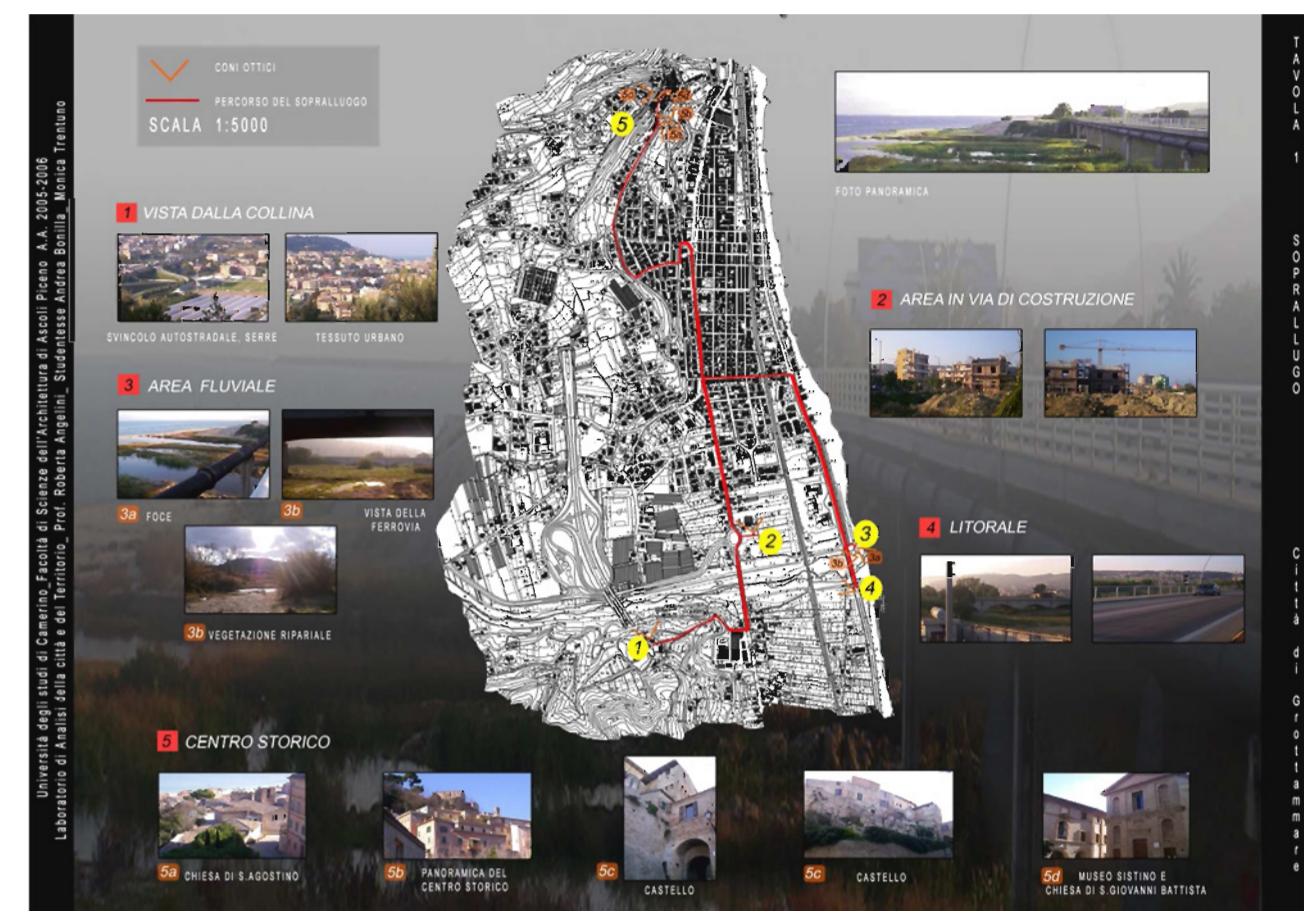 Università degli studi di Camerino_Facoltà di Scienze dell'Architettura di Ascoli Piceno A.A. 2005-2006
Laboratorio di Analisi della città e del Territorio_ Prof. Roberta Angelini_ Studentesse Andrea Bonilla_Monica Trentuno
CONI OTTICI
PERCORSO DEL SOPRALLUOGO
SCALA 1:5000
1 VISTA DALLA COLLINA
SVINCOLO AUTOSTRADALE, SERRE
TESSUTO URBANO
3 AREA FLUVIALE
3a FOCE
3b VISTA DELLA
FERROVIA
3b VEGETAZIONE RIPARIALE
5
5a
1
2
3
3a
3b
4
FOTO PANORAMICA
2 AREA IN VIA DI COSTRUZIONE
4 LITORALE
5 CENTRO STORICO
5a CHIESA DI S.AGOSTINO
5b PANORAMICA DEL
CENTRO STORICO
5c CASTELLO
5c CASTELLO
5d MUSEO SISTINO E
CHIESA DI S.GIOVANNI BATTISTA
TAVOLA 1 SOPRALLUGO Città di Grottammare